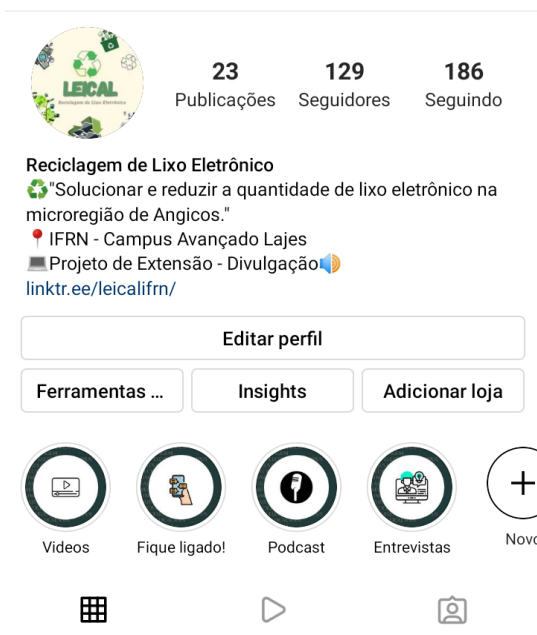 LEICAL
Reciclagem de Lixo Eletrônico
23
129
186
Publicações
Seguidores
Seguindo
Reciclagem de Lixo Eletrônico
♻️"Solucionar e reduzir a quantidade de lixo eletrônico na
microregião de Angicos."
📍IFRN - Campus Avançado Lajes
💻Projeto de Extensão - Divulgação🔊
linktr.ee/leicalifrn/
Editar perfil
Ferramentas ...
Insights
Adicionar loja
Videos
Fique ligado!
Podcast
Entrevistas
Novo